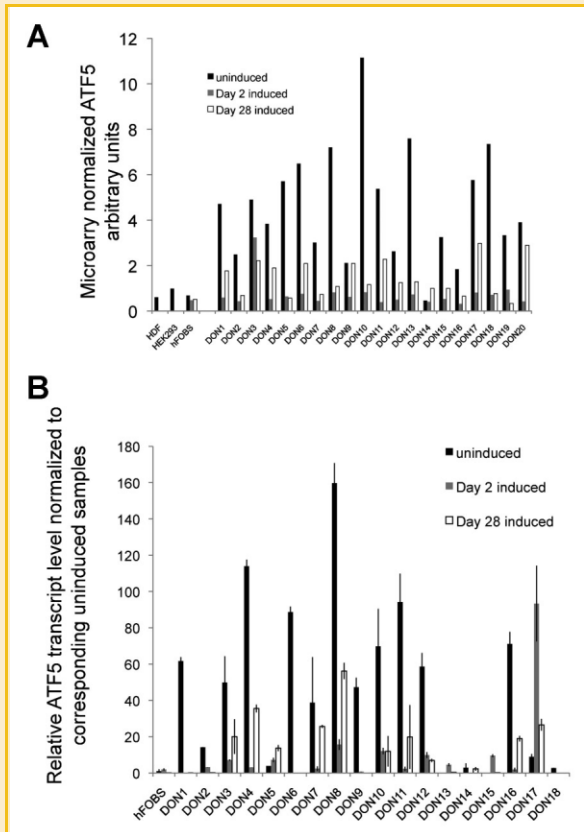 A
Microarry normalized ATF5
arbitrary units
12
10
8
6
4
2
0
uninduced
Day 2 induced
Day 28 induced
HDF
HEK293
hFOBS
DON1
DON2
DON3
DON4
DON5
DON6
DON7
DON8
DON9
DON10
DON11
DON12
DON13
DON14
DON15
DON16
DON17
DON18
DON19
DON20
B
Relative ATF5 transcript level normalized to
corresponding uninduced samples
180
160
140
120
100
80
60
40
20
0
uninduced
Day 2 induced
Day 28 induced
hFOBS
DON1
DON2
DON3
DON4
DON5
DON6
DON7
DON8
DON9
DON10
DON11
DON12
DON13
DON14
DON15
DON16
DON17
DON18